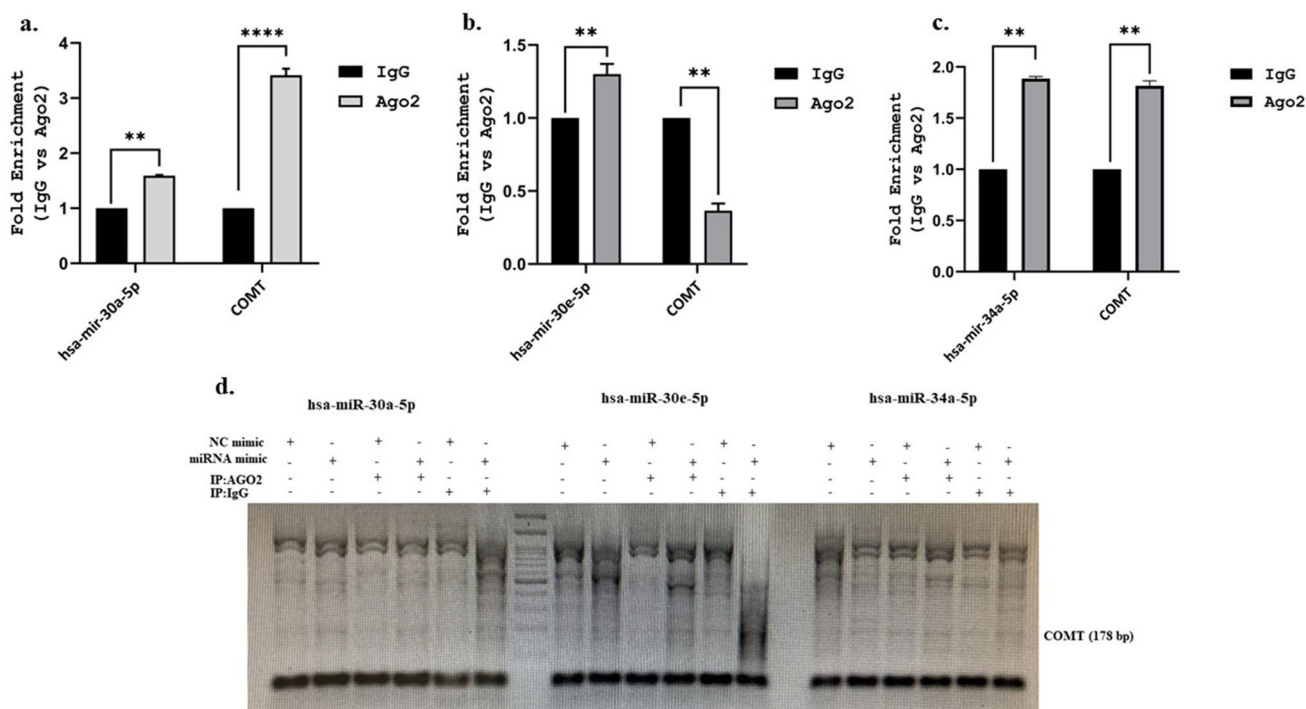 a.
Fold Enrichment
(IgG vs Ago2)
4
3
2
1
0
**
****
IgG
Ago2
hsa-mir-30a-5p
COMT
b.
Fold Enrichment
(IgG vs Ago2)
1.5
1.0
0.5
0.0
**
**
IgG
Ago2
hsa-mir-30e-5p
COMT
c.
Fold Enrichment
(IgG vs Ago2)
2.0
1.5
1.0
0.5
0.0
**
**
IgG
Ago2
hsa-mir-34a-5p
COMT
d.
hsa-miR-30a-5p hsa-miR-30e-5p hsa-miR-34a-5p
NC mimic + - + - + - + - + - + - + - + - + -
miRNA mimic - + - + - + - + - + - + - + - + - +
IP:AGO2 - - + + - - - - + + - - - - + + - -
IP:IgG - - - - + + - - - - + + - - - - + +
COMT (178 bp)